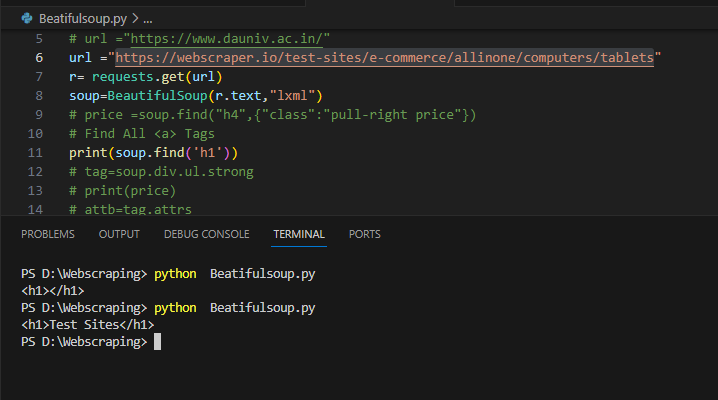 Beatifulsoup.py > ...
5 # url ="https://www.dauniv.ac.in/"
6 url ="https://webscraper.io/test-sites/e-commerce/allinone/computers/tablets"
7 r= requests.get(url)
8 soup=BeautifulSoup(r.text,"lxml")
9 # price =soup.find("h4",{"class":"pull-right price"})
10 # Find All <a> Tags
11 print(soup.find('h1'))
12 # tag=soup.div.ul.strong
13 # print(price)
14 # attb=tag.attrs
PROBLEMS OUTPUT DEBUG CONSOLE TERMINAL PORTS
PS D:\Webscraping> python  Beatifulsoup.py
<h1></h1>
PS D:\Webscraping> python  Beatifulsoup.py
<h1>Test Sites</h1>
PS D:\Webscraping>